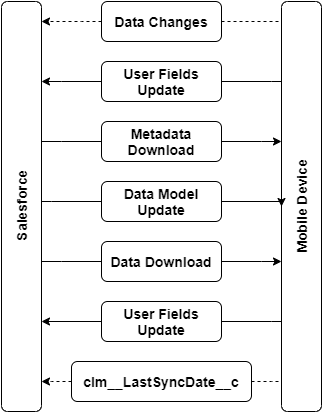 Data Changes
User Fields
Update
Metadata
Download
Data Model
Update
Data Download
User Fields
Update
clm__LastSyncDate__c
Salesforce
Mobile Device